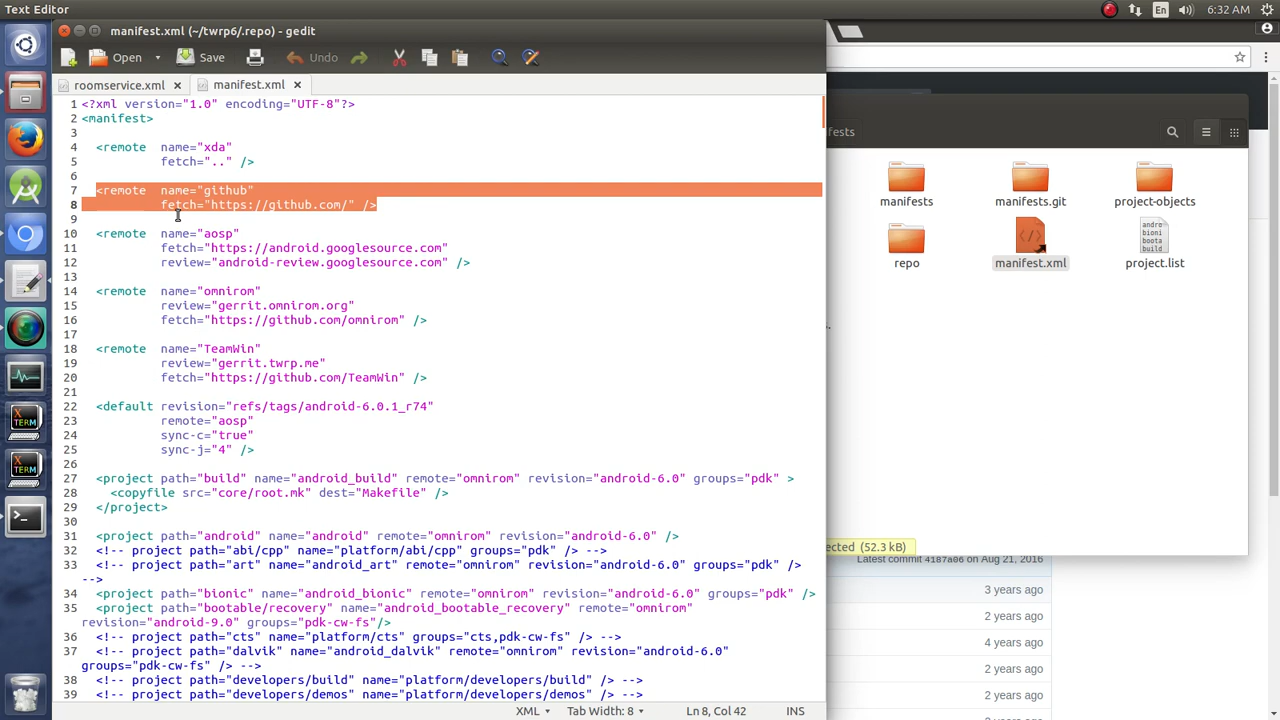 Text Editor
En
6:32 AM
manifest.xml (~/twrp6/.repo) - gedit
Open
Save
Undo
roomservice.xml
manifest.xml
1 <?xml version="1.0" encoding="UTF-8"?>
2 <manifest>
3
4 <remote name="xda"
5 fetch=".." />
6
7 <remote name="github"
8 fetch="https://github.com/" />
9
10 <remote name="aosp"
11 fetch="https://android.googlesource.com"
12 review="android-review.googlesource.com" />
13
14 <remote name="omnirom"
15 review="gerrit.omnirom.org"
16 fetch="https://github.com/omnirom" />
17
18 <remote name="TeamWin"
19 review="gerrit.twrp.me"
20 fetch="https://github.com/TeamWin" />
21
22 <default revision="refs/tags/android-6.0.1_r74"
23 remote="aosp"
24 sync-c="true"
25 sync-j="4" />
26
27 <project path="build" name="android_build" remote="omnirom" revision="android-6.0" groups="pdk" >
28 <copyfile src="core/root.mk" dest="Makefile" />
29 </project>
30
31 <project path="android" name="android" remote="omnirom" revision="android-6.0" />
32 <!-- project path="abi/cpp" name="platform/abi/cpp" groups="pdk" /> -->
33 <!-- project path="art" name="android_art" remote="omnirom" revision="android-6.0" groups="pdk" />
-->
34 <project path="bionic" name="android_bionic" remote="omnirom" revision="android-6.0" groups="pdk" />
35 <project path="bootable/recovery" name="android_bootable_recovery" remote="omnirom"
revision="android-9.0" groups="pdk-cw-fs"/>
36 <!-- project path="cts" name="platform/cts" groups="cts,pdk-cw-fs" /> -->
37 <!-- project path="dalvik" name="android_dalvik" remote="omnirom" revision="android-6.0"
groups="pdk-cw-fs" /> -->
38 <!-- project path="developers/build" name="platform/developers/build" /> -->
39 <!-- project path="developers/demos" name="platform/developers/demos" /> -->
XML
Tab Width: 8
Ln 8, Col 42
INS
fests
manifests
manifests.git
project-objects
repo
manifest.xml
andro
bioni
boota
build
project.list
ected (52.3 kB)
Latest commit 4187a06 on Aug 21, 2016
3 years ago
2 years ago
4 years ago
2 years ago
2 years ago
XTERM
XTERM